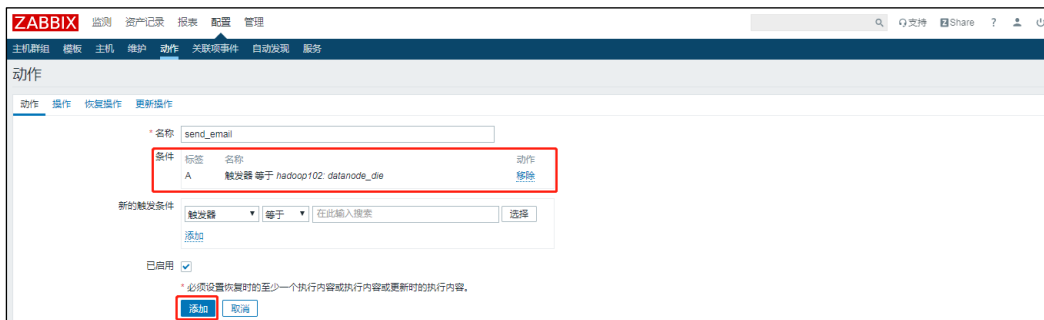 ZABBIX 监测 资产记录 报表 配置 管理 支持 Share ?
主机群组 模板 主机 维护 动作 关联项事件 自动发现 服务
动作
动作 操作 恢复操作 更新操作
* 名称 send_email
条件 标签 名称 动作
A 触发器 等于 hadoop102: datanode_die 移除
新的触发条件 触发器 等于 在此输入搜索 选择
添加
已启用
* 必须设置恢复时的至少一个执行内容或执行内容或更新时的执行内容。
添加 取消